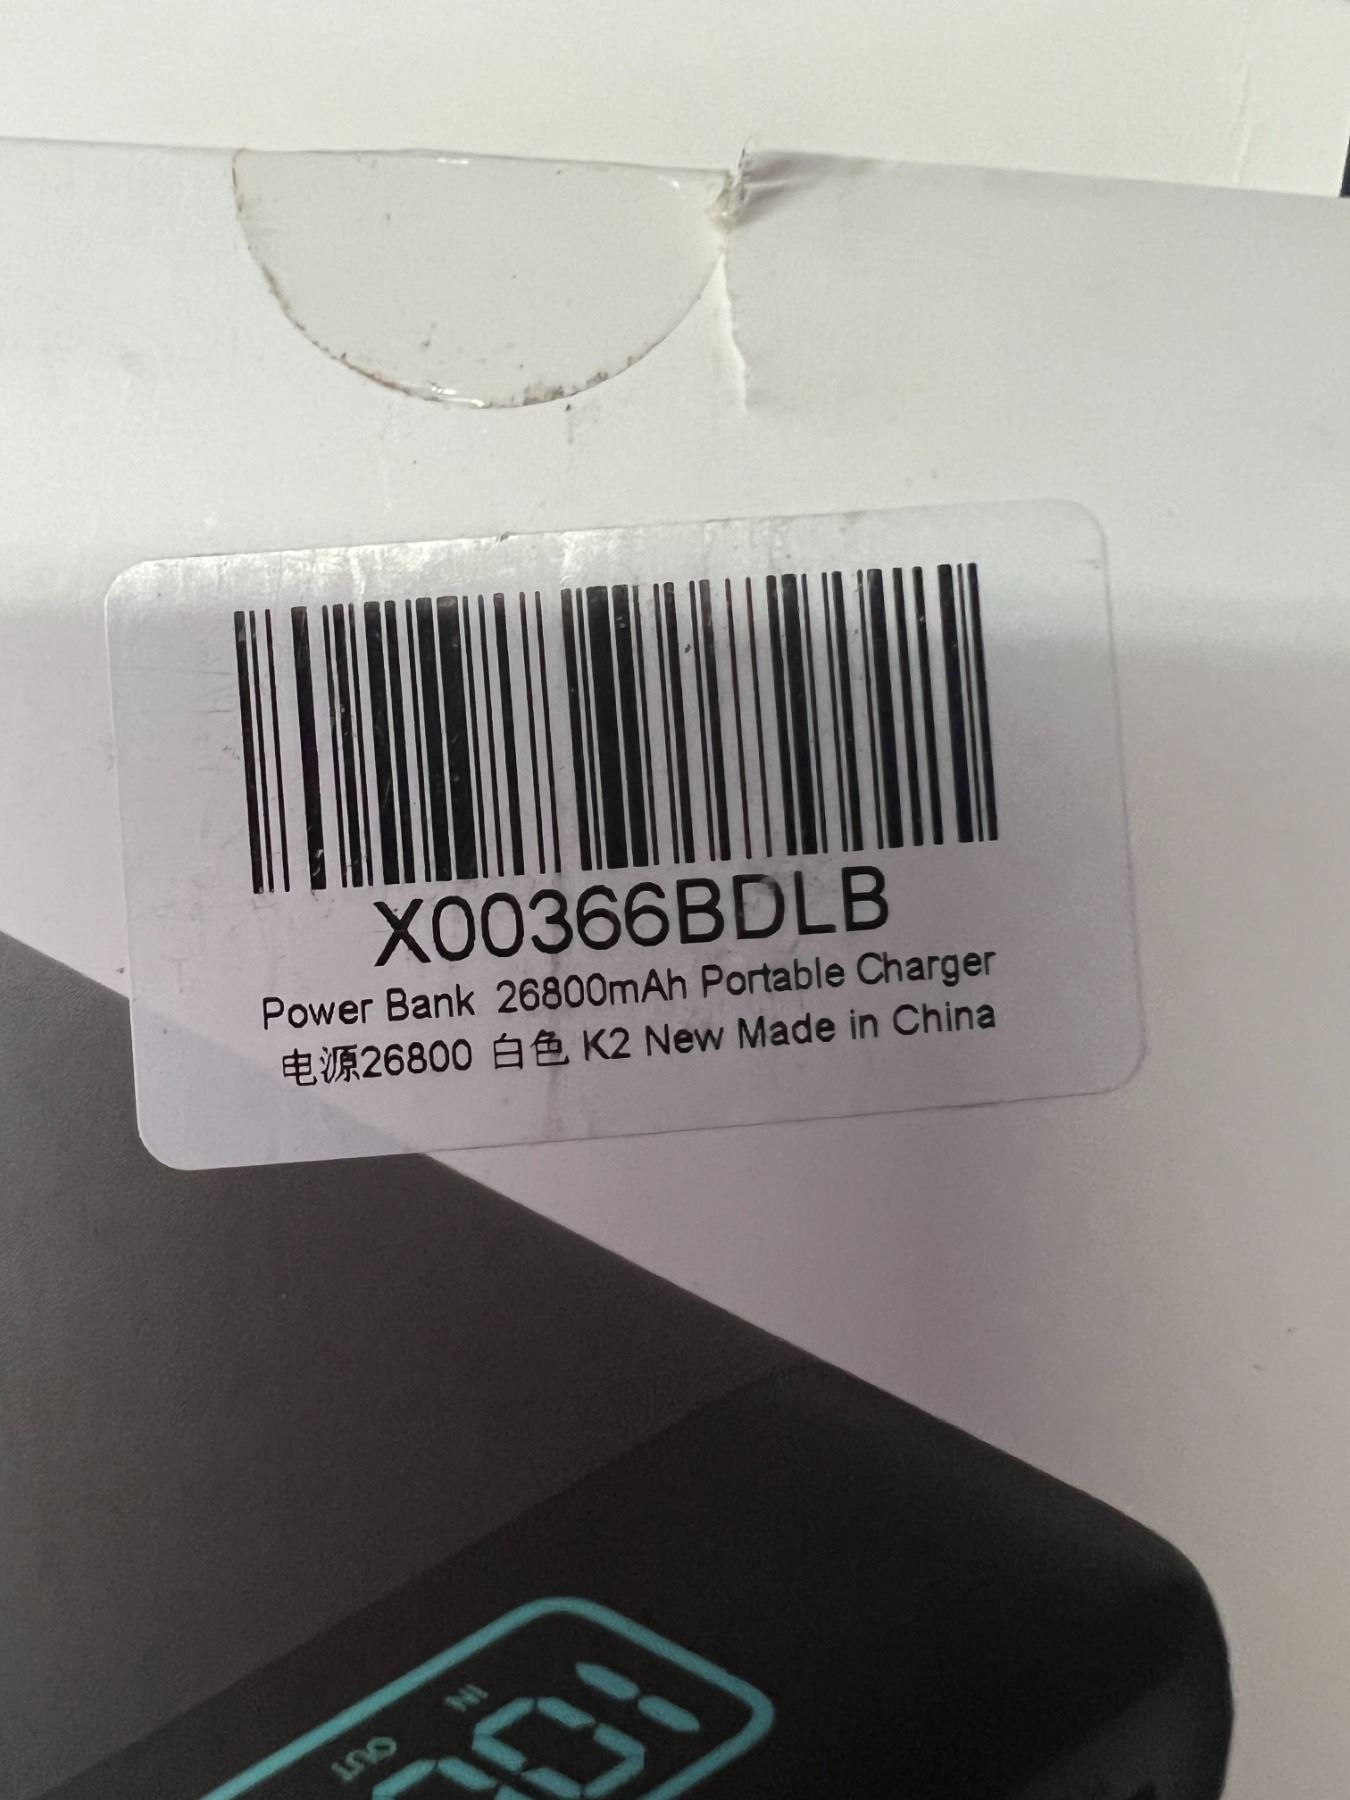 X00366BDLB
Power Bank 26800mAh Portable Charger
电源26800 白色 K2 New Made in China
IN
OUT